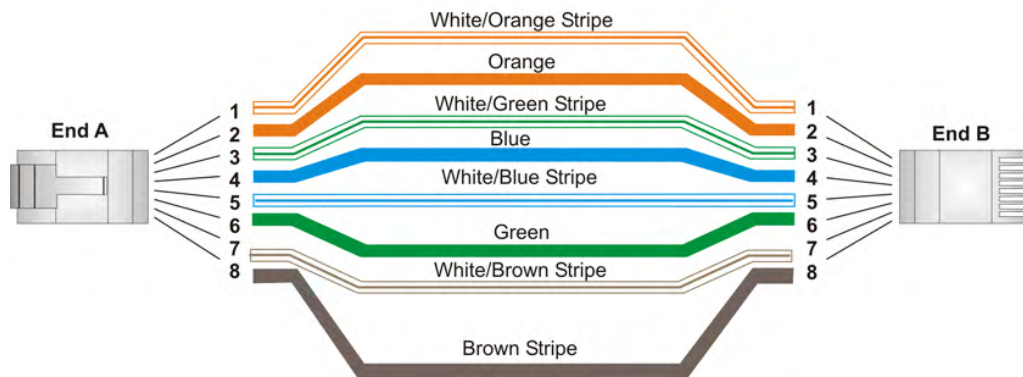 White/Orange Stripe
Orange
1 White/Green Stripe 1
End A 2 End B 2
3 Blue 3
4 White/Blue Stripe 4
5 5
6 Green 6
7 White/Brown Stripe 7
8 8
Brown Stripe